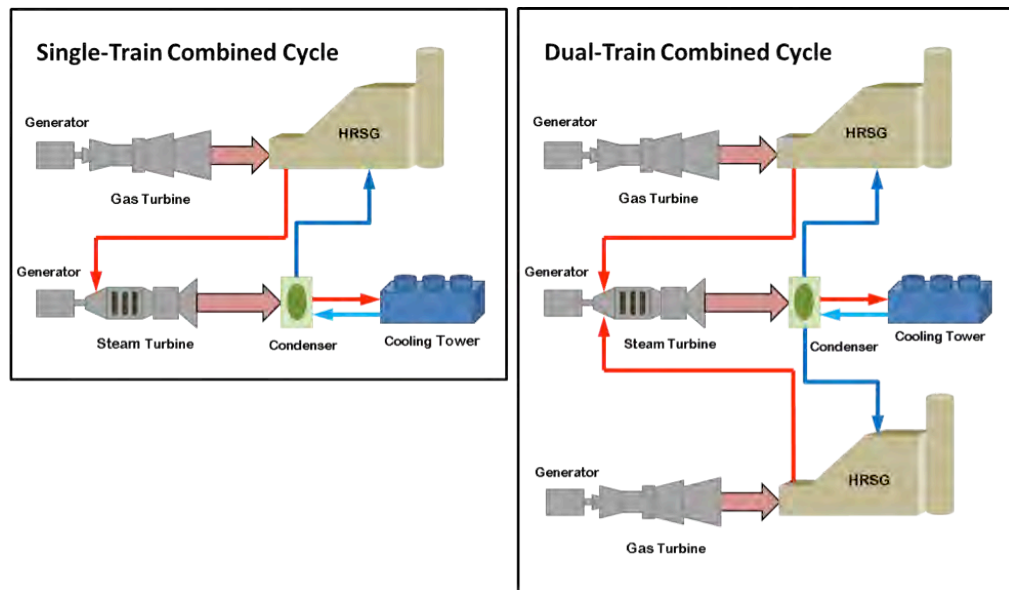 Single-Train Combined Cycle
HRSG
Generator
Gas Turbine
Generator
Steam Turbine
Condenser
Cooling Tower
Dual-Train Combined Cycle
HRSG
Generator
Gas Turbine
Generator
Steam Turbine
Condenser
Cooling Tower
Generator
HRSG
Gas Turbine